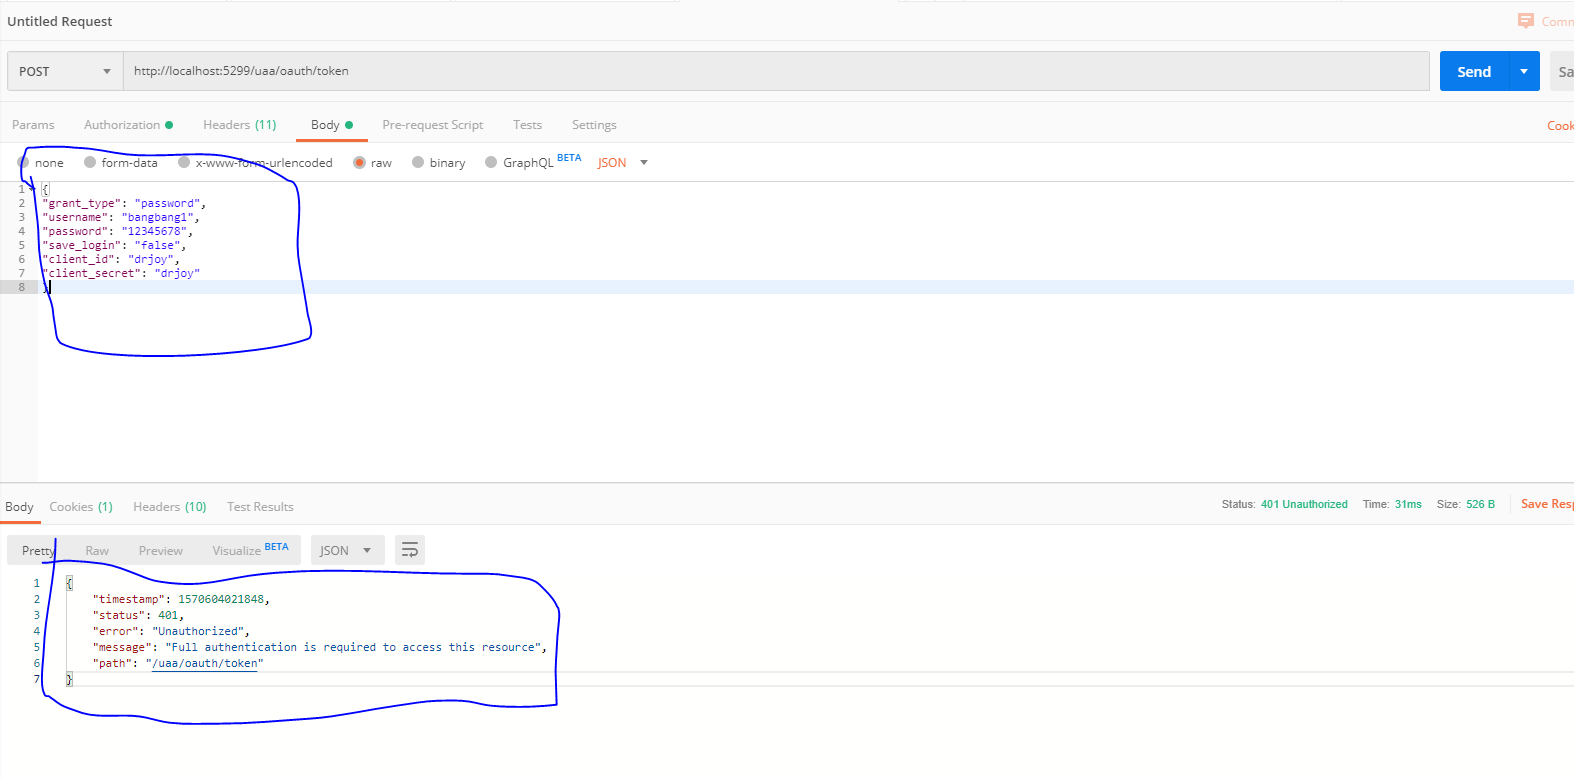 Untitled Request
Comm
POST http://localhost:5299/uaa/oauth/token Send Sa
Params Authorization Headers (11) Body Pre-request Script Tests Settings Cook
none form-data x-www-form-urlencoded raw binary GraphQL BETA JSON
1 {
2 "grant_type": "password",
3 "username": "bangbang1",
4 "password": "12345678",
5 "save_login": "false",
6 "client_id": "drjoy",
7 "client_secret": "drjoy"
8 }
Body Cookies (1) Headers (10) Test Results Status: 401 Unauthorized Time: 31ms Size: 526 B Save Resp
Pretty Raw Preview Visualize BETA JSON
1 {
2 "timestamp": 1570604021848,
3 "status": 401,
4 "error": "Unauthorized",
5 "message": "Full authentication is required to access this resource",
6 "path": "/uaa/oauth/token"
7 }